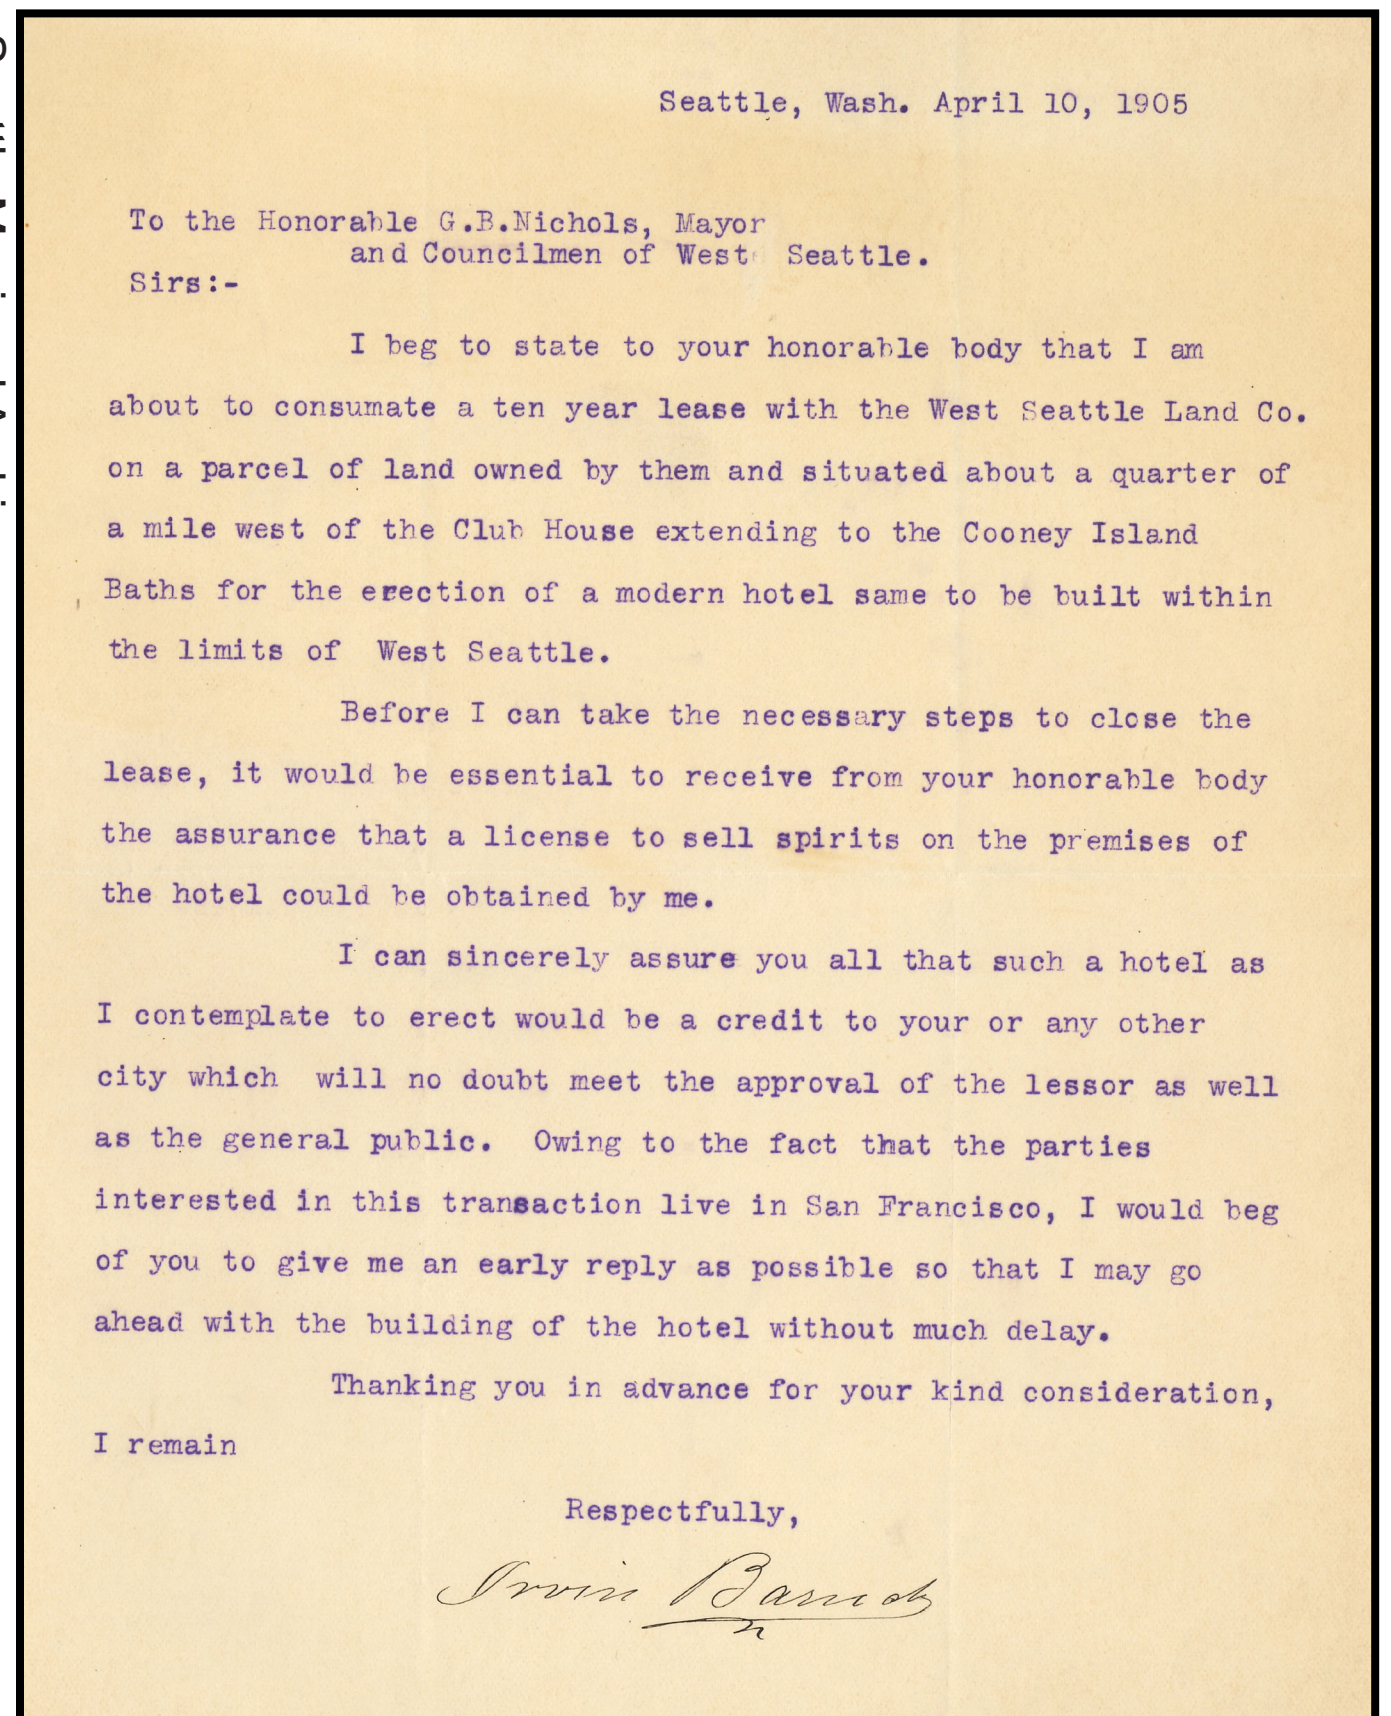 Seattle, Wash. April 10, 1905
To the Honorable G.B.Nichols, Mayor
and Councilmen of West Seattle.
Sirs:-
I beg to state to your honorable body that I am
about to consumate a ten year lease with the West Seattle Land Co.
on a parcel of land owned by them and situated about a quarter of
a mile west of the Club House extending to the Cooney Island
Baths for the erection of a modern hotel same to be built within
the limits of West Seattle.
Before I can take the necessary steps to close the
lease, it would be essential to receive from your honorable body
the assurance that a license to sell spirits on the premises of
the hotel could be obtained by me.
I can sincerely assure you all that such a hotel as
I contemplate to erect would be a credit to your or any other
city which will no doubt meet the approval of the lessor as well
as the general public. Owing to the fact that the parties
interested in this transaction live in San Francisco, I would beg
of you to give me an early reply as possible so that I may go
ahead with the building of the hotel without much delay.
Thanking you in advance for your kind consideration,
I remain
Respectfully,
Irvin